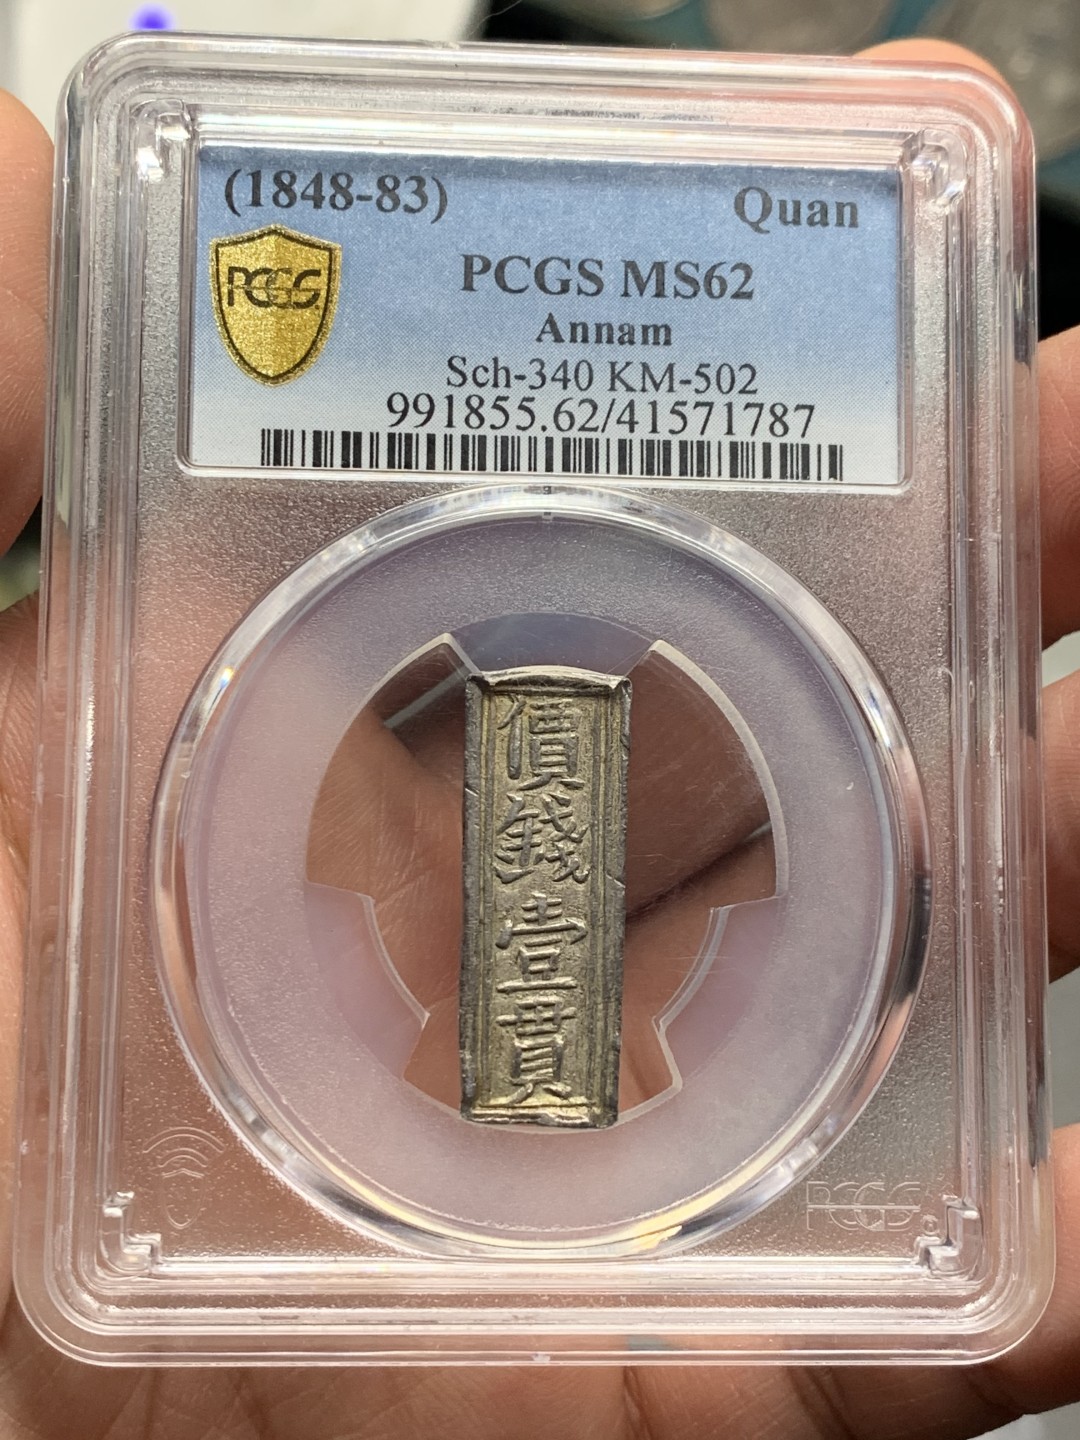 (1848-83) Quan
PCGS
PCGS MS62
Annam
Sch-340 KM-502
991855.62/41571787
價錢壹貫
PCGS